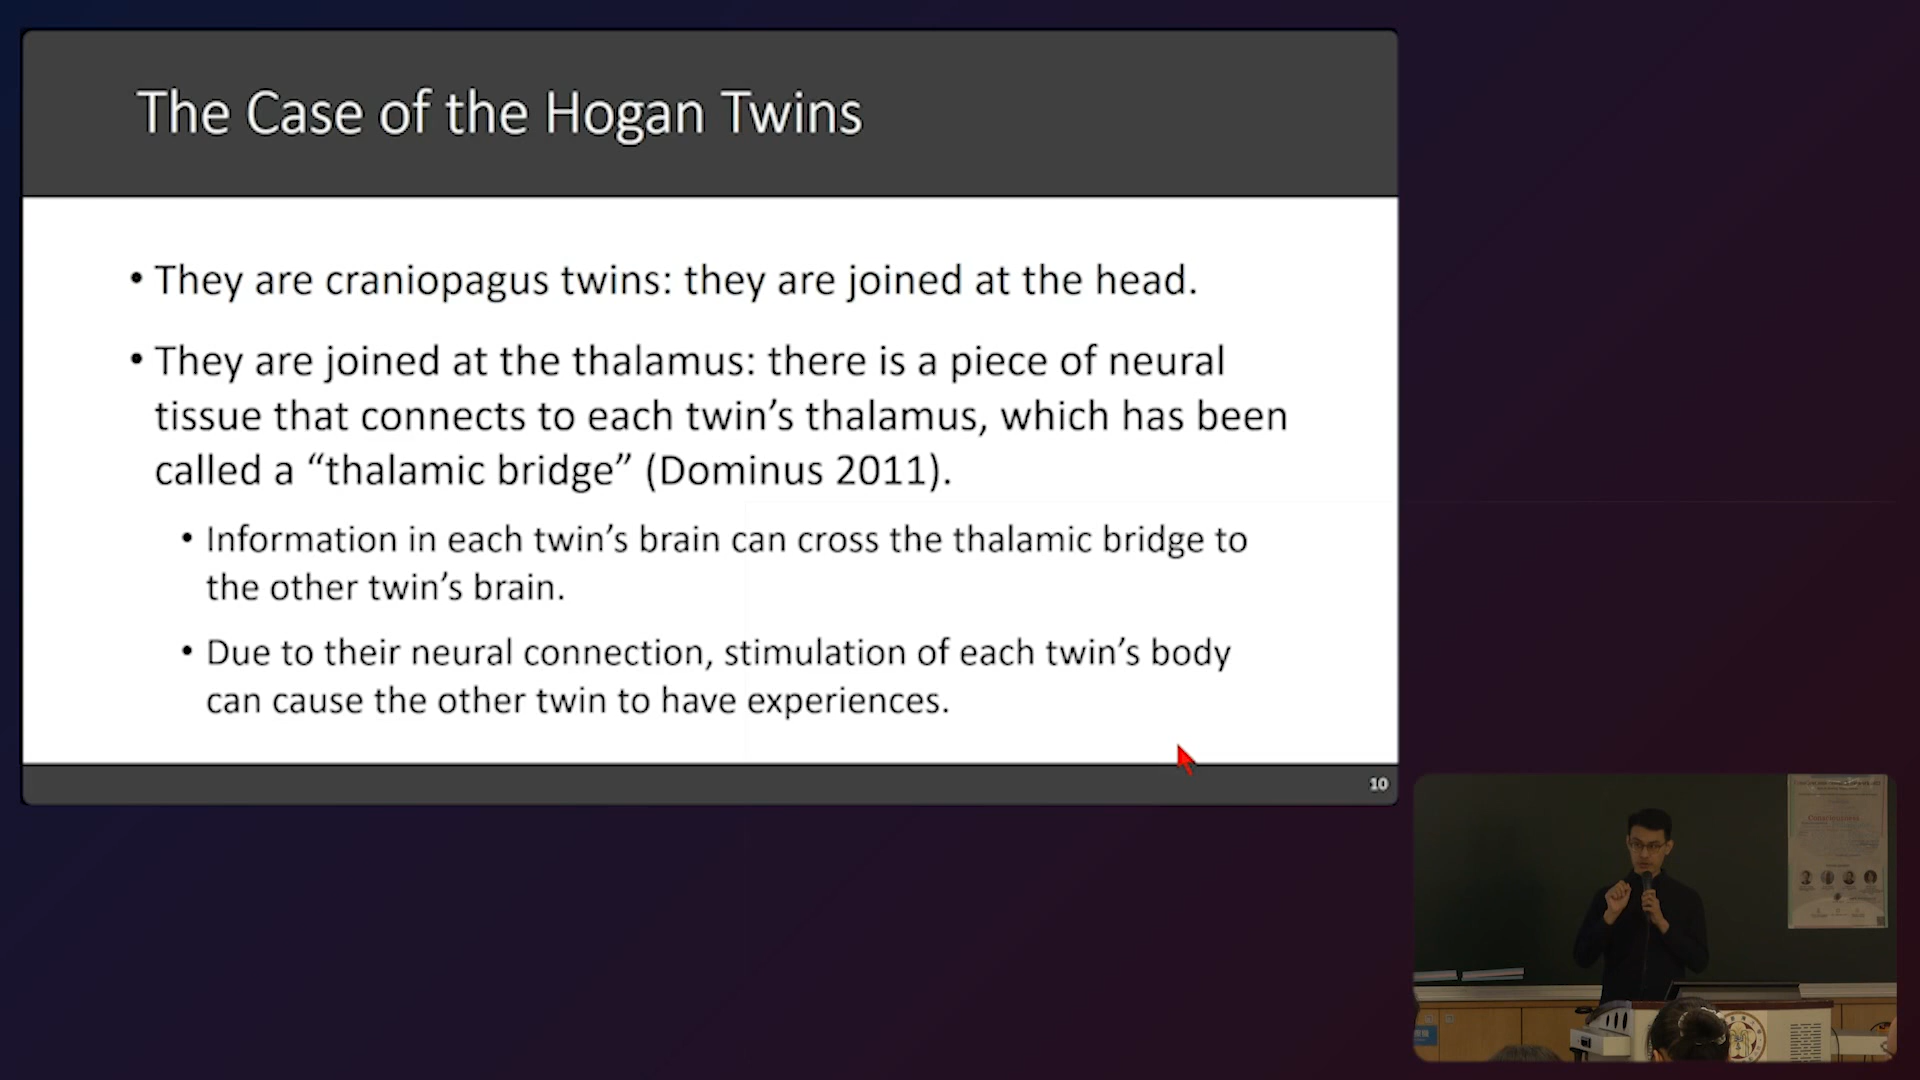 The Case of the Hogan Twins
• They are craniopagus twins: they are joined at the head.
• They are joined at the thalamus: there is a piece of neural
tissue that connects to each twin’s thalamus, which has been
called a “thalamic bridge” (Dominus 2011).
• Information in each twin’s brain can cross the thalamic bridge to
the other twin’s brain.
• Due to their neural connection, stimulation of each twin’s body
can cause the other twin to have experiences.
10
Consciousness